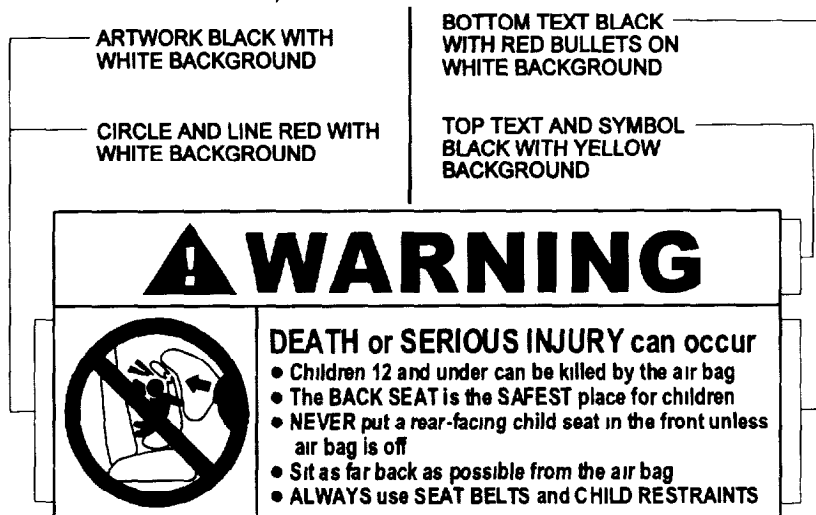 ARTWORK BLACK WITH
WHITE BACKGROUND
CIRCLE AND LINE RED WITH
WHITE BACKGROUND
BOTTOM TEXT BLACK
WITH RED BULLETS ON
WHITE BACKGROUND
TOP TEXT AND SYMBOL
BLACK WITH YELLOW
BACKGROUND
! WARNING
DEATH or SERIOUS INJURY can occur
• Children 12 and under can be killed by the air bag
• The BACK SEAT is the SAFEST place for children
• NEVER put a rear-facing child seat in the front unless
air bag is off
• Sit as far back as possible from the air bag
• ALWAYS use SEAT BELTS and CHILD RESTRAINTS